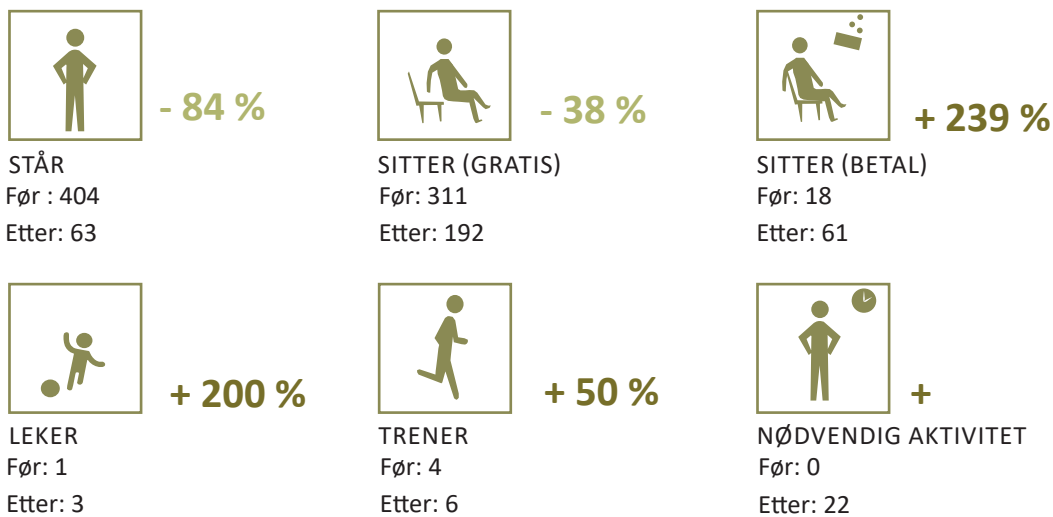 - 84 %
STÅR
Før : 404
Etter: 63
- 38 %
SITTER (GRATIS)
Før: 311
Etter: 192
+ 239 %
SITTER (BETAL)
Før: 18
Etter: 61
+ 200 %
LEKER
Før: 1
Etter: 3
+ 50 %
TRENER
Før: 4
Etter: 6
+
NØDVENDIG AKTIVITET
Før: 0
Etter: 22